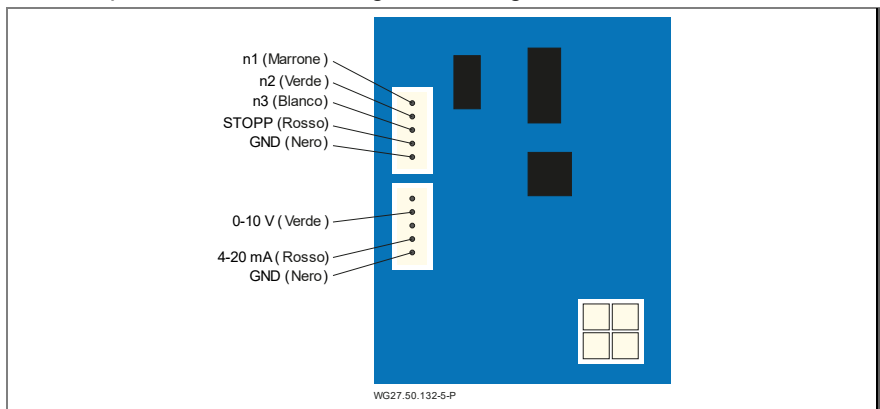 n1 (Marrone)
n2 (Verde)
n3 (Blanco)
STOPP (Rosso)
GND (Nero)
0-10 V (Verde)
4-20 mA (Rosso)
GND (Nero)
WG27.50.132-5-P